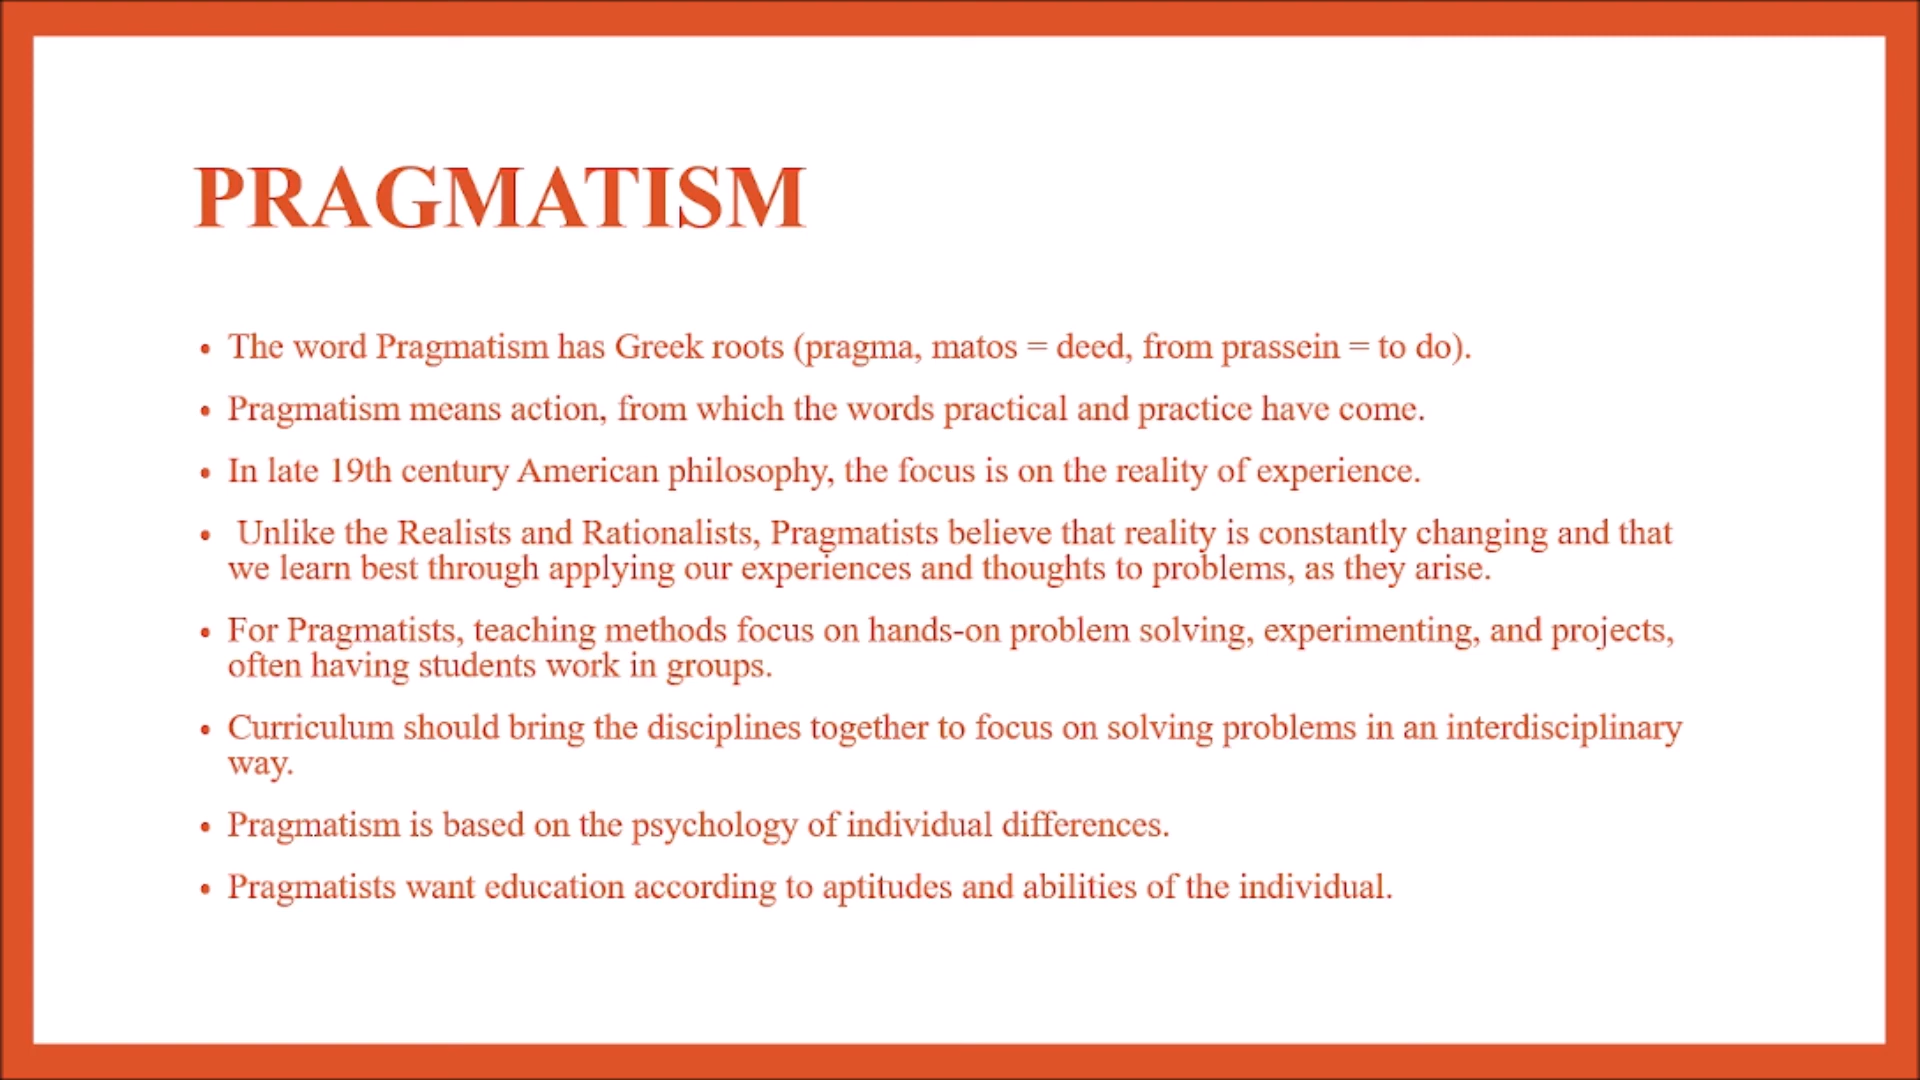 PRAGMATISM
• The word Pragmatism has Greek roots (pragma, matos = deed, from prassein = to do).
• Pragmatism means action, from which the words practical and practice have come.
• In late 19th century American philosophy, the focus is on the reality of experience.
• Unlike the Realists and Rationalists, Pragmatists believe that reality is constantly changing and that
we learn best through applying our experiences and thoughts to problems, as they arise.
• For Pragmatists, teaching methods focus on hands-on problem solving, experimenting, and projects,
often having students work in groups.
• Curriculum should bring the disciplines together to focus on solving problems in an interdisciplinary
way.
• Pragmatism is based on the psychology of individual differences.
• Pragmatists want education according to aptitudes and abilities of the individual.